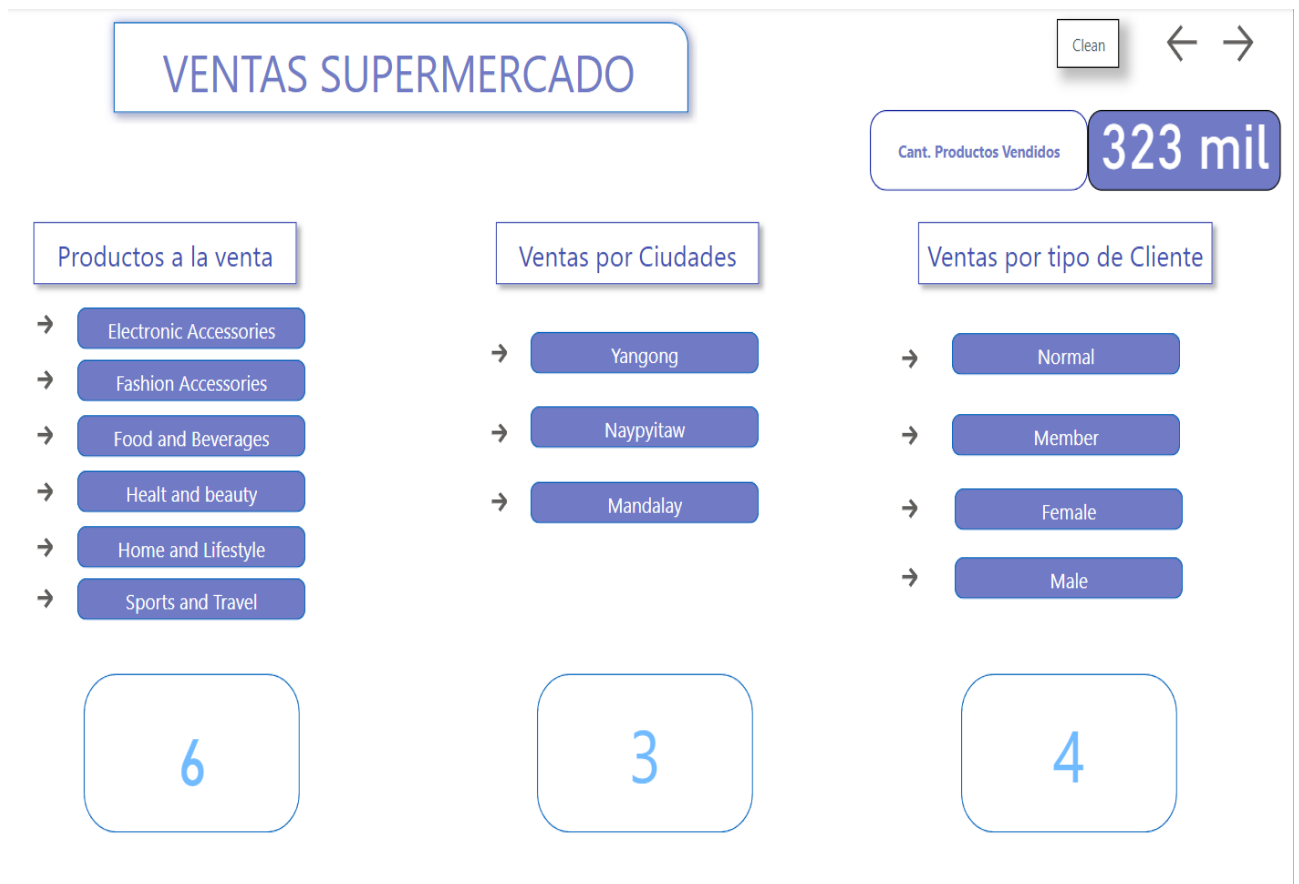 VENTAS SUPERMERCADO
Clean
Cant. Productos Vendidos
323 mil
Productos a la venta
Electronic Accessories
Fashion Accessories
Food and Beverages
Healt and beauty
Home and Lifestyle
Sports and Travel
6
Ventas por Ciudades
Yangong
Naypyitaw
Mandalay
3
Ventas por tipo de Cliente
Normal
Member
Female
Male
4